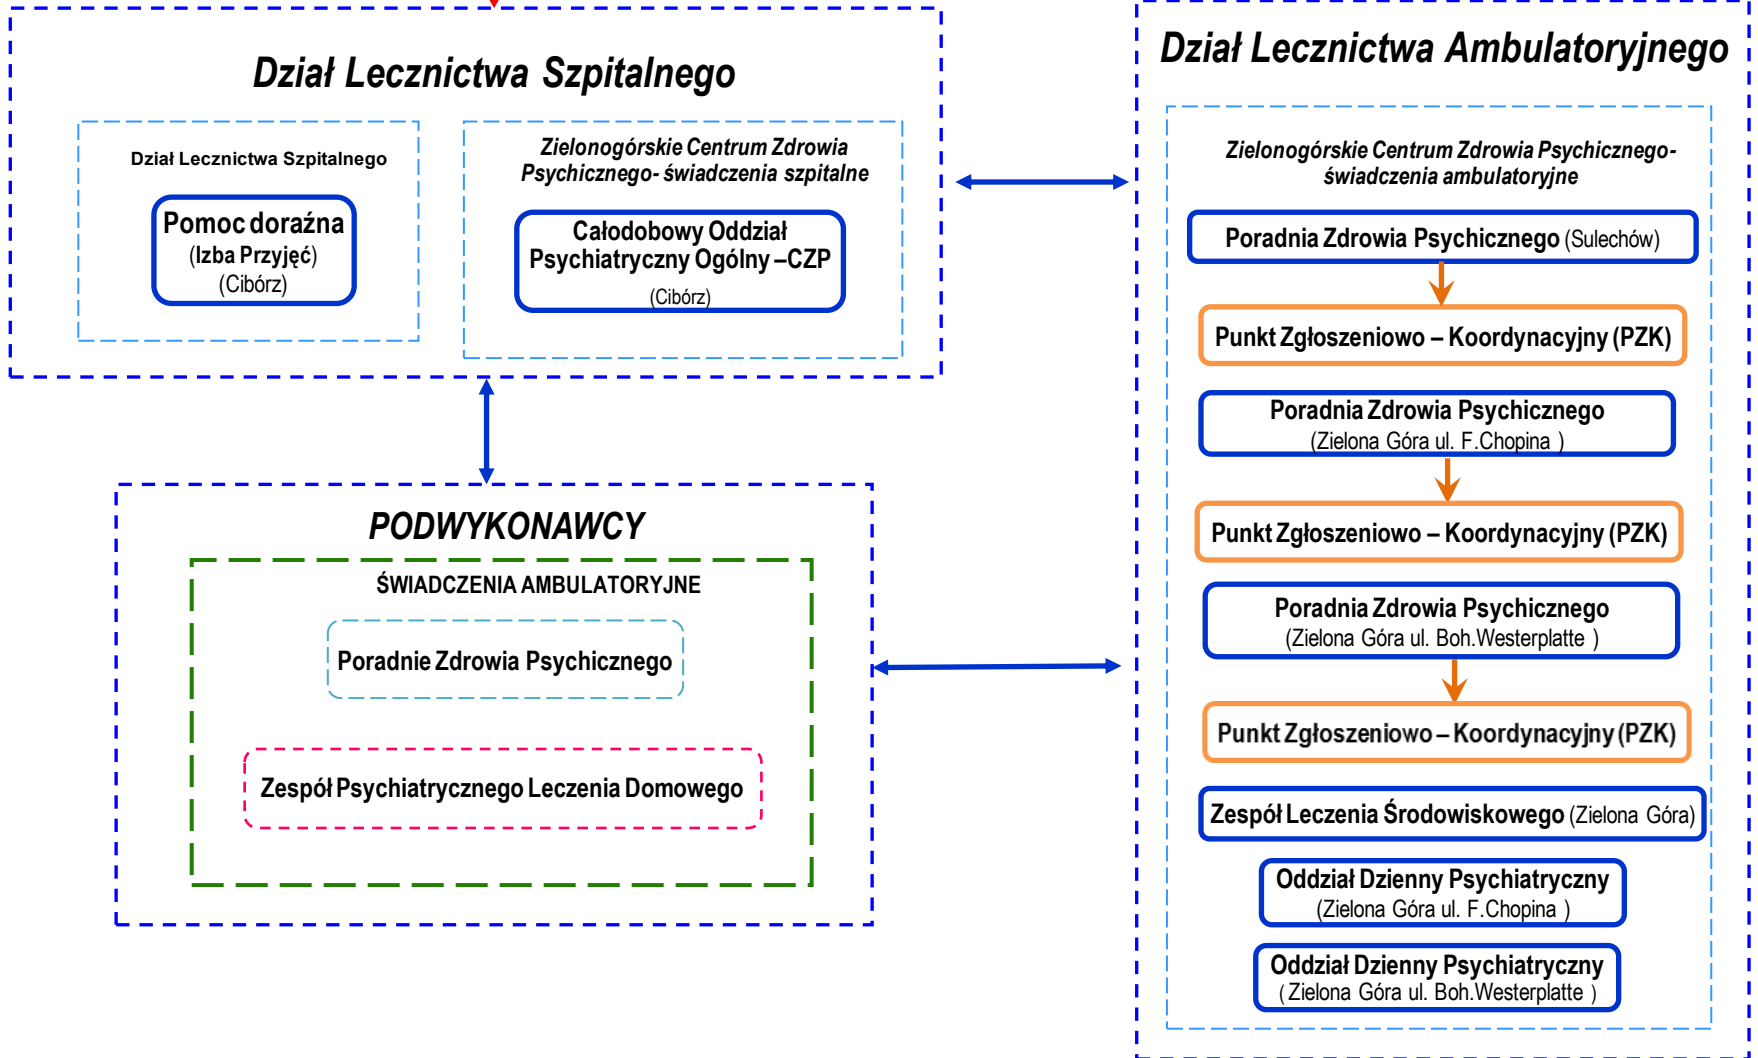 Dział Lecznictwa Szpitalnego
Dział Lecznictwa Szpitalnego
Pomoc doraźna
(Izba Przyjęć)
(Cibórz)
Zielonogórskie Centrum Zdrowia
Psychicznego- świadczenia szpitalne
Całodobowy Oddział
Psychiatryczny Ogólny –CZP
(Cibórz)
PODWYKONAWCY
ŚWIADCZENIA AMBULATORYJNE
Poradnie Zdrowia Psychicznego
Zespół Psychiatrycznego Leczenia Domowego
Dział Lecznictwa Ambulatoryjnego
Zielonogórskie Centrum Zdrowia Psychicznego-
świadczenia ambulatoryjne
Poradnia Zdrowia Psychicznego (Sulechów)
Punkt Zgłoszeniowo – Koordynacyjny (PZK)
Poradnia Zdrowia Psychicznego
(Zielona Góra ul. F.Chopina )
Punkt Zgłoszeniowo – Koordynacyjny (PZK)
Poradnia Zdrowia Psychicznego
(Zielona Góra ul. Boh.Westerplatte )
Punkt Zgłoszeniowo – Koordynacyjny (PZK)
Zespół Leczenia Środowiskowego (Zielona Góra)
Oddział Dzienny Psychiatryczny
(Zielona Góra ul. F.Chopina )
Oddział Dzienny Psychiatryczny
( Zielona Góra ul. Boh.Westerplatte )